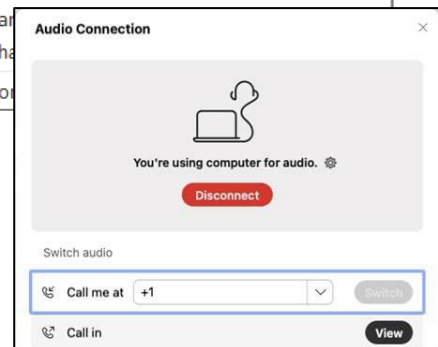 Audio Connection
You're using computer for audio.
Disconnect
Switch audio
Call me at +1 Switch
Call in View